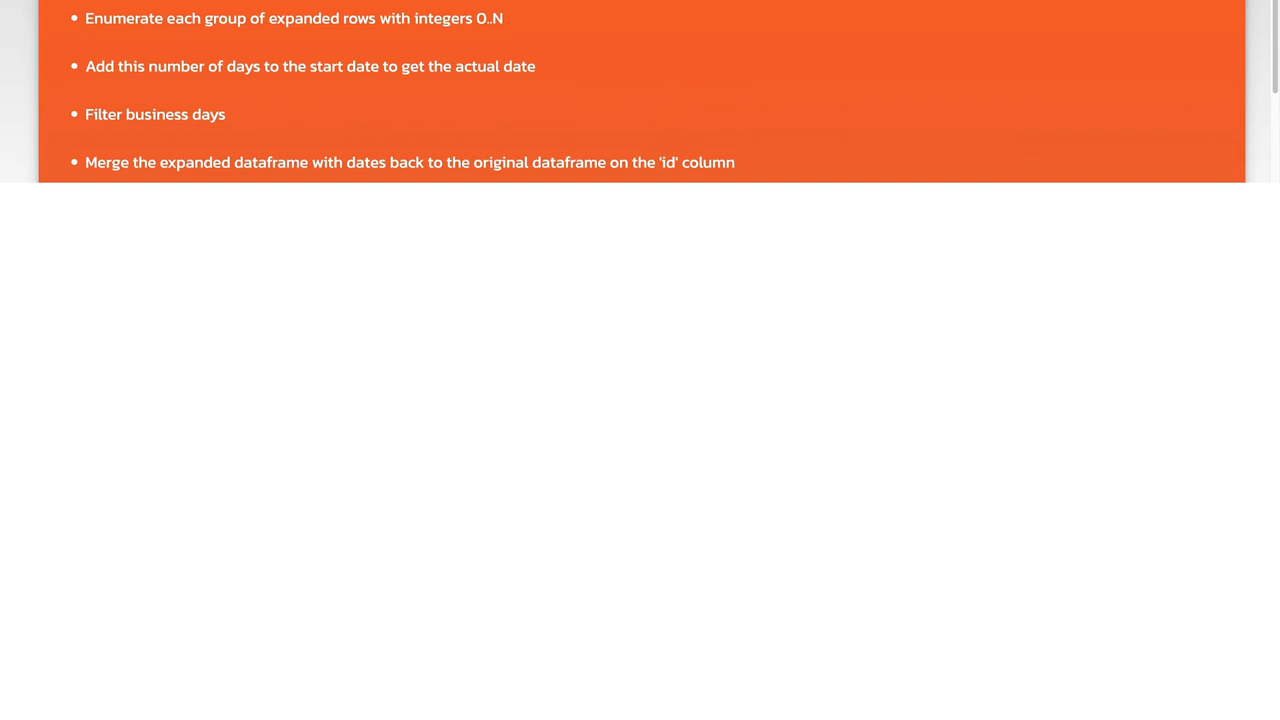 • Enumerate each group of expanded rows with integers 0..N
• Add this number of days to the start date to get the actual date
• Filter business days
• Merge the expanded dataframe with dates back to the original dataframe on the 'id' column